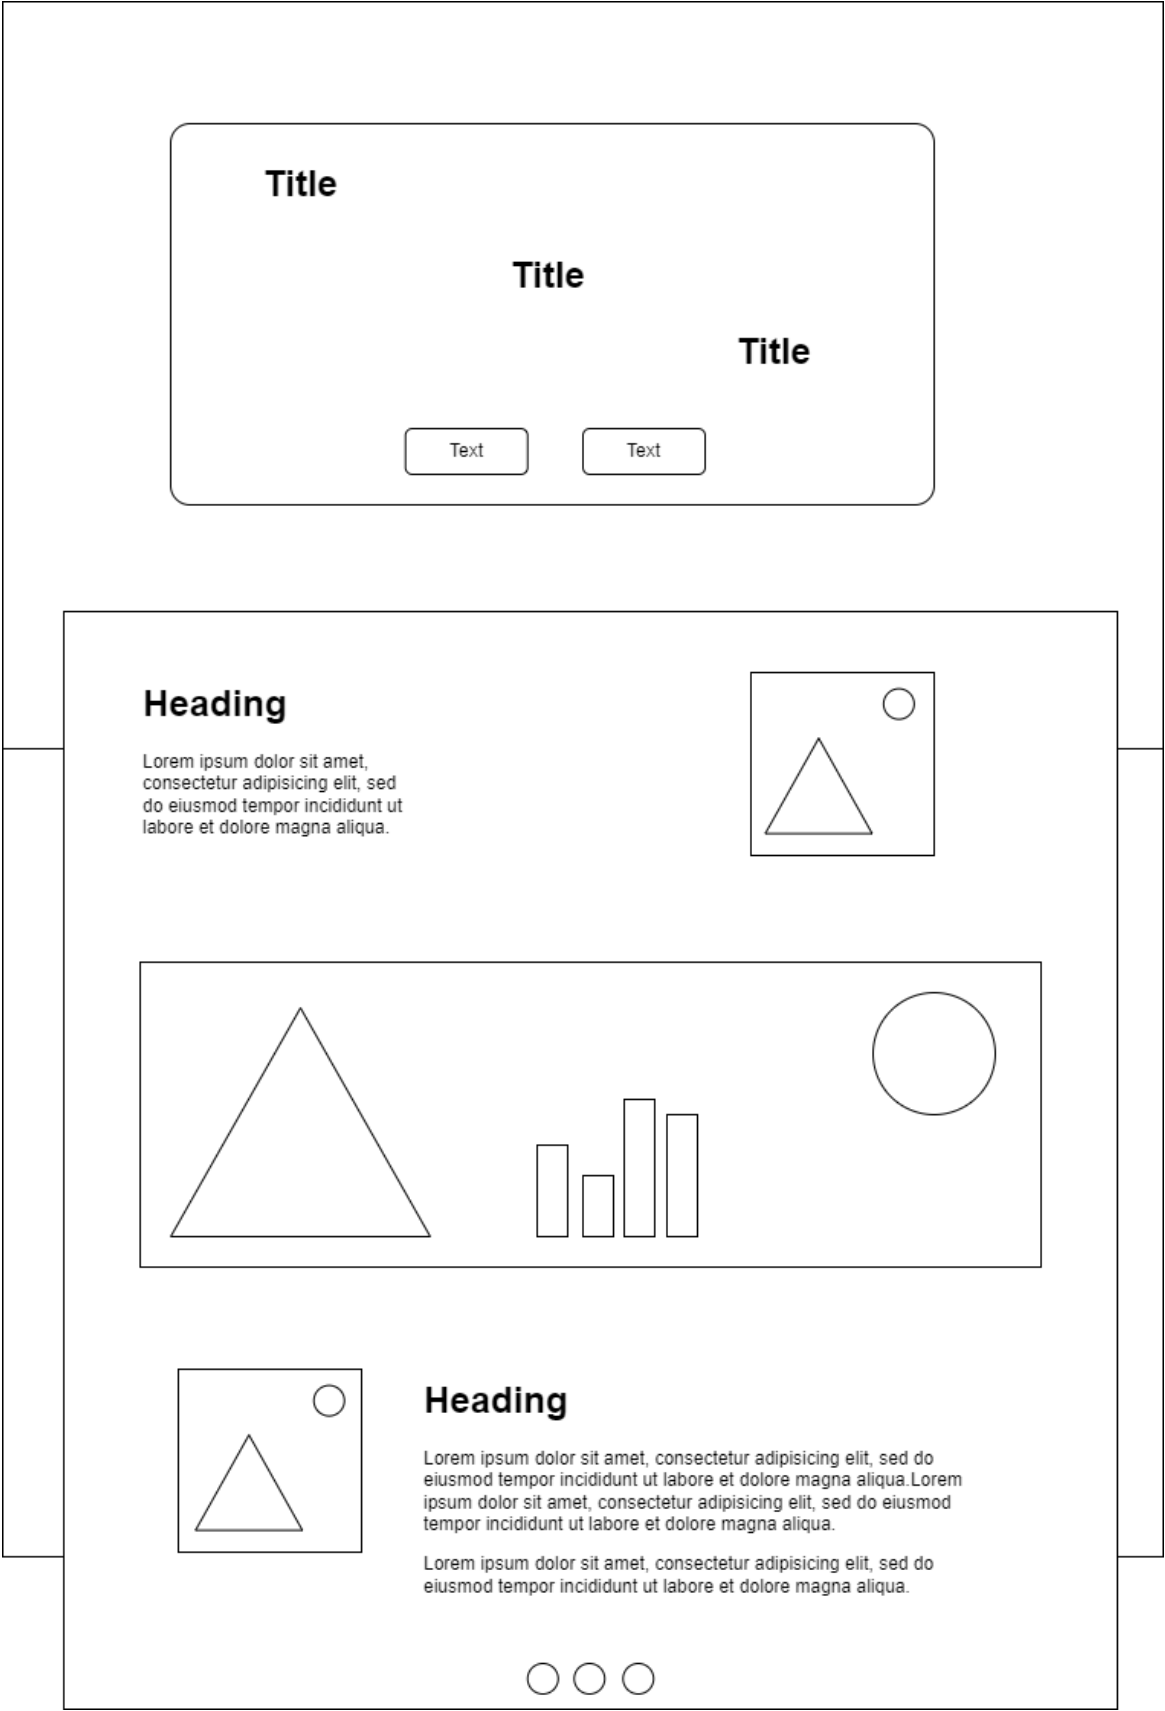 Title
Title
Title
Text
Text
Heading
Lorem ipsum dolor sit amet,
consectetur adipisicing elit, sed
do eiusmod tempor incididunt ut
labore et dolore magna aliqua.
Heading
Lorem ipsum dolor sit amet, consectetur adipisicing elit, sed do
eiusmod tempor incididunt ut labore et dolore magna aliqua.Lorem
ipsum dolor sit amet, consectetur adipisicing elit, sed do eiusmod
tempor incididunt ut labore et dolore magna aliqua.
Lorem ipsum dolor sit amet, consectetur adipisicing elit, sed do
eiusmod tempor incididunt ut labore et dolore magna aliqua.